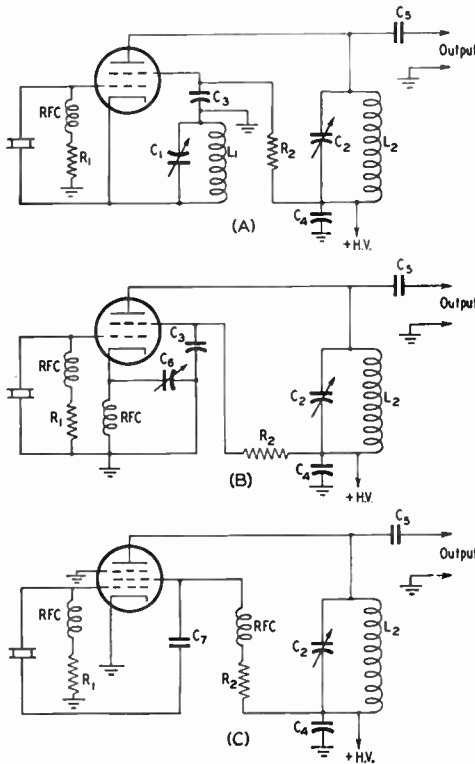 C5
Output
RFC
C3
R1
C1
L1
R2
C2
L2
C4
(A)
+ H.V.
C5
Output
C3
RFC
C6
R1
RFC
C2
L2
R2
C4
(B)
+ H.V.
C5
Output
RFC
C7
RFC
R1
R2
C2
L2
C4
(C)
+ H.V.